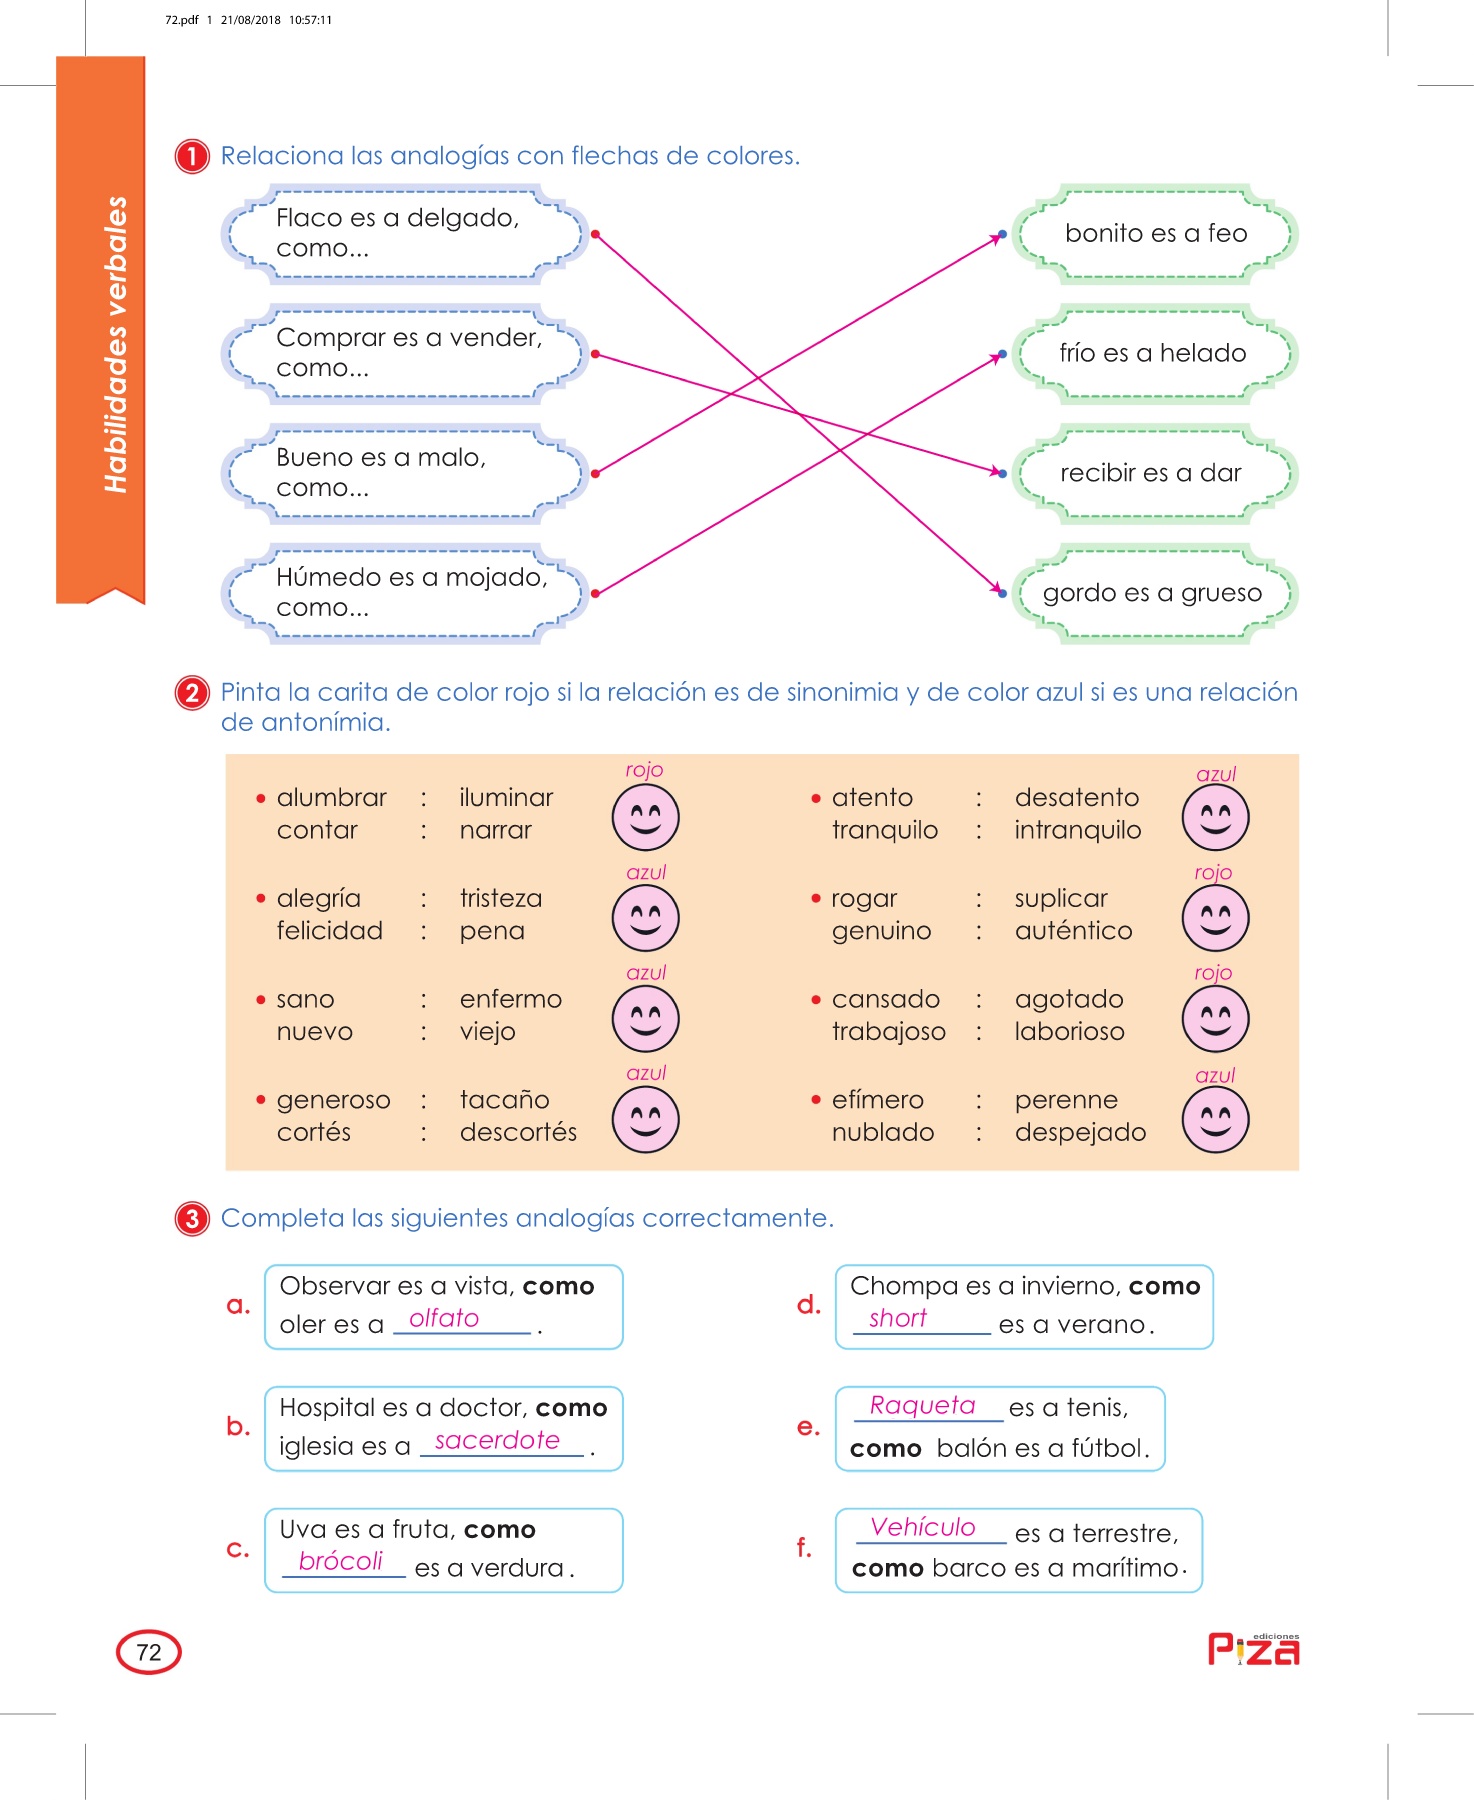 72.pdf 1 21/08/2018 10:57:11
Habilidades verbales
1 Relaciona las analogías con flechas de colores.
Flaco es a delgado,
como...
bonito es a feo
Comprar es a vender,
como...
frío es a helado
Bueno es a malo,
como...
recibir es a dar
Húmedo es a mojado,
como...
gordo es a grueso
2 Pinta la carita de color rojo si la relación es de sinonimia y de color azul si es una relación
de antonímia.
rojo
• alumbrar : iluminar
contar : narrar
azul
• alegría : tristeza
felicidad : pena
azul
• sano : enfermo
nuevo : viejo
azul
• generoso : tacaño
cortés : descortés
azul
• atento : desatento
tranquilo : intranquilo
rojo
• rogar : suplicar
genuino : auténtico
rojo
• cansado : agotado
trabajoso : laborioso
azul
• efímero : perenne
nublado : despejado
3 Completa las siguientes analogías correctamente.
a. Observar es a vista, como
oler es a olfato .
b. Hospital es a doctor, como
iglesia es a sacerdote .
c. Uva es a fruta, como
brócoli es a verdura .
d. Chompa es a invierno, como
short es a verano .
e. Raqueta es a tenis,
como balón es a fútbol.
f. Vehículo es a terrestre,
como barco es a marítimo.
72
ediciones
Piza